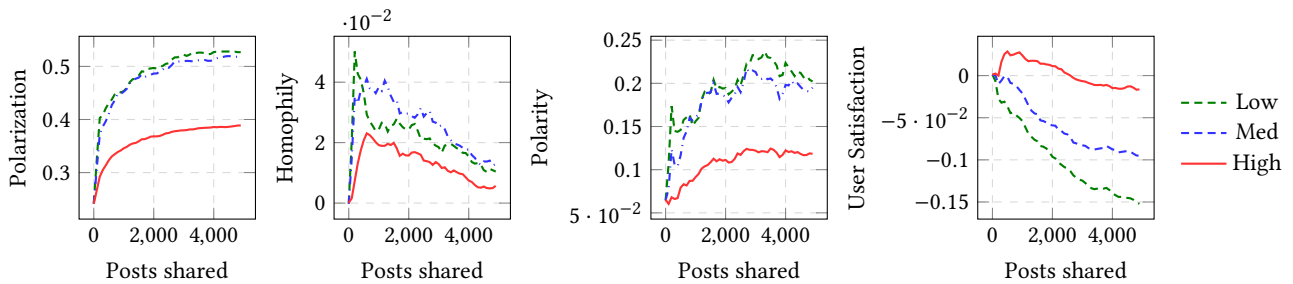 Polarization
0.5
0.4
0.3
0
2,000
4,000
Posts shared
Homophily
·10⁻²
4
2
0
0
2,000
4,000
Posts shared
Polarity
0.25
0.2
0.15
0.1
5 · 10⁻²
0
2,000
4,000
Posts shared
User Satisfaction
0
−5 · 10⁻²
−0.1
−0.15
0
2,000
4,000
Posts shared
Low
Med
High